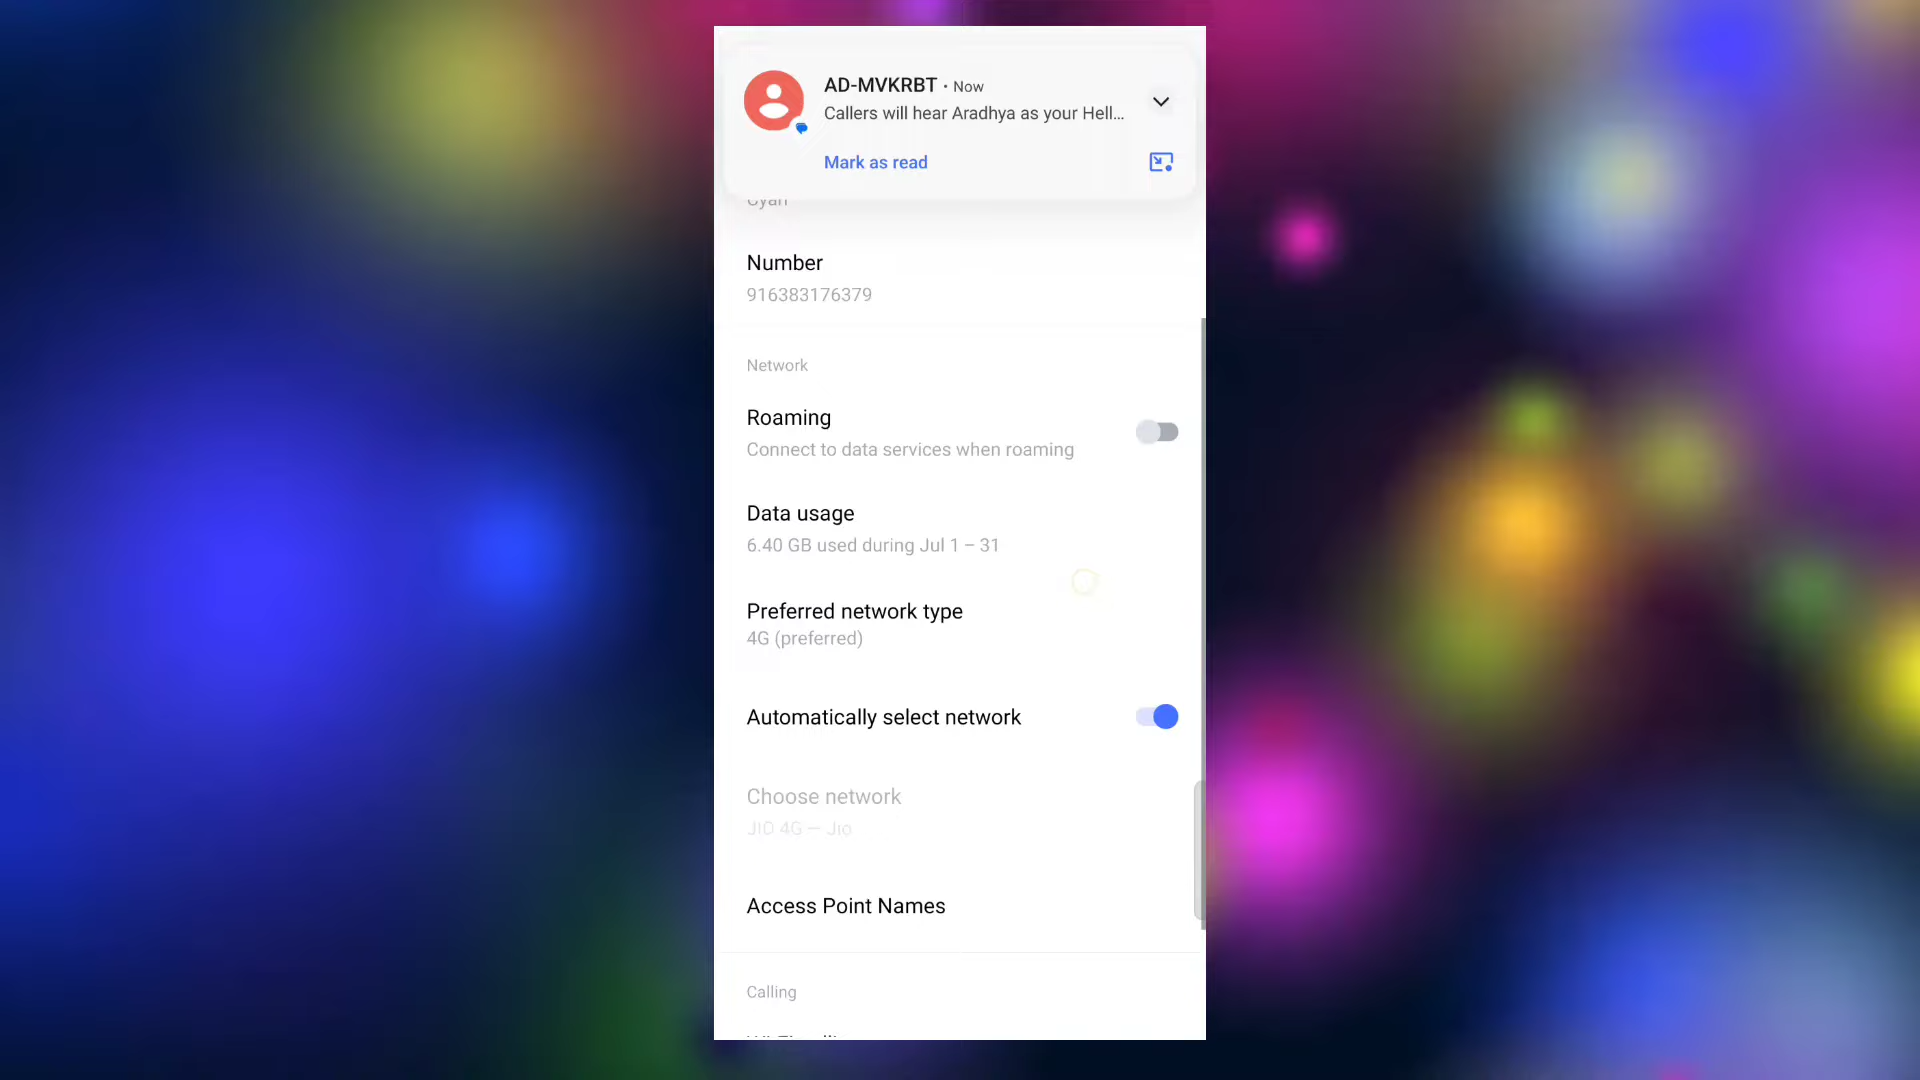 AD-MVKRBT • Now
Callers will hear Aradhya as your Hell...
Mark as read
Cyan
Number
916383176379
Network
Roaming
Connect to data services when roaming
Data usage
6.40 GB used during Jul 1 – 31
Preferred network type
4G (preferred)
Automatically select network
Choose network
JIO 4G — Jio
Access Point Names
Calling